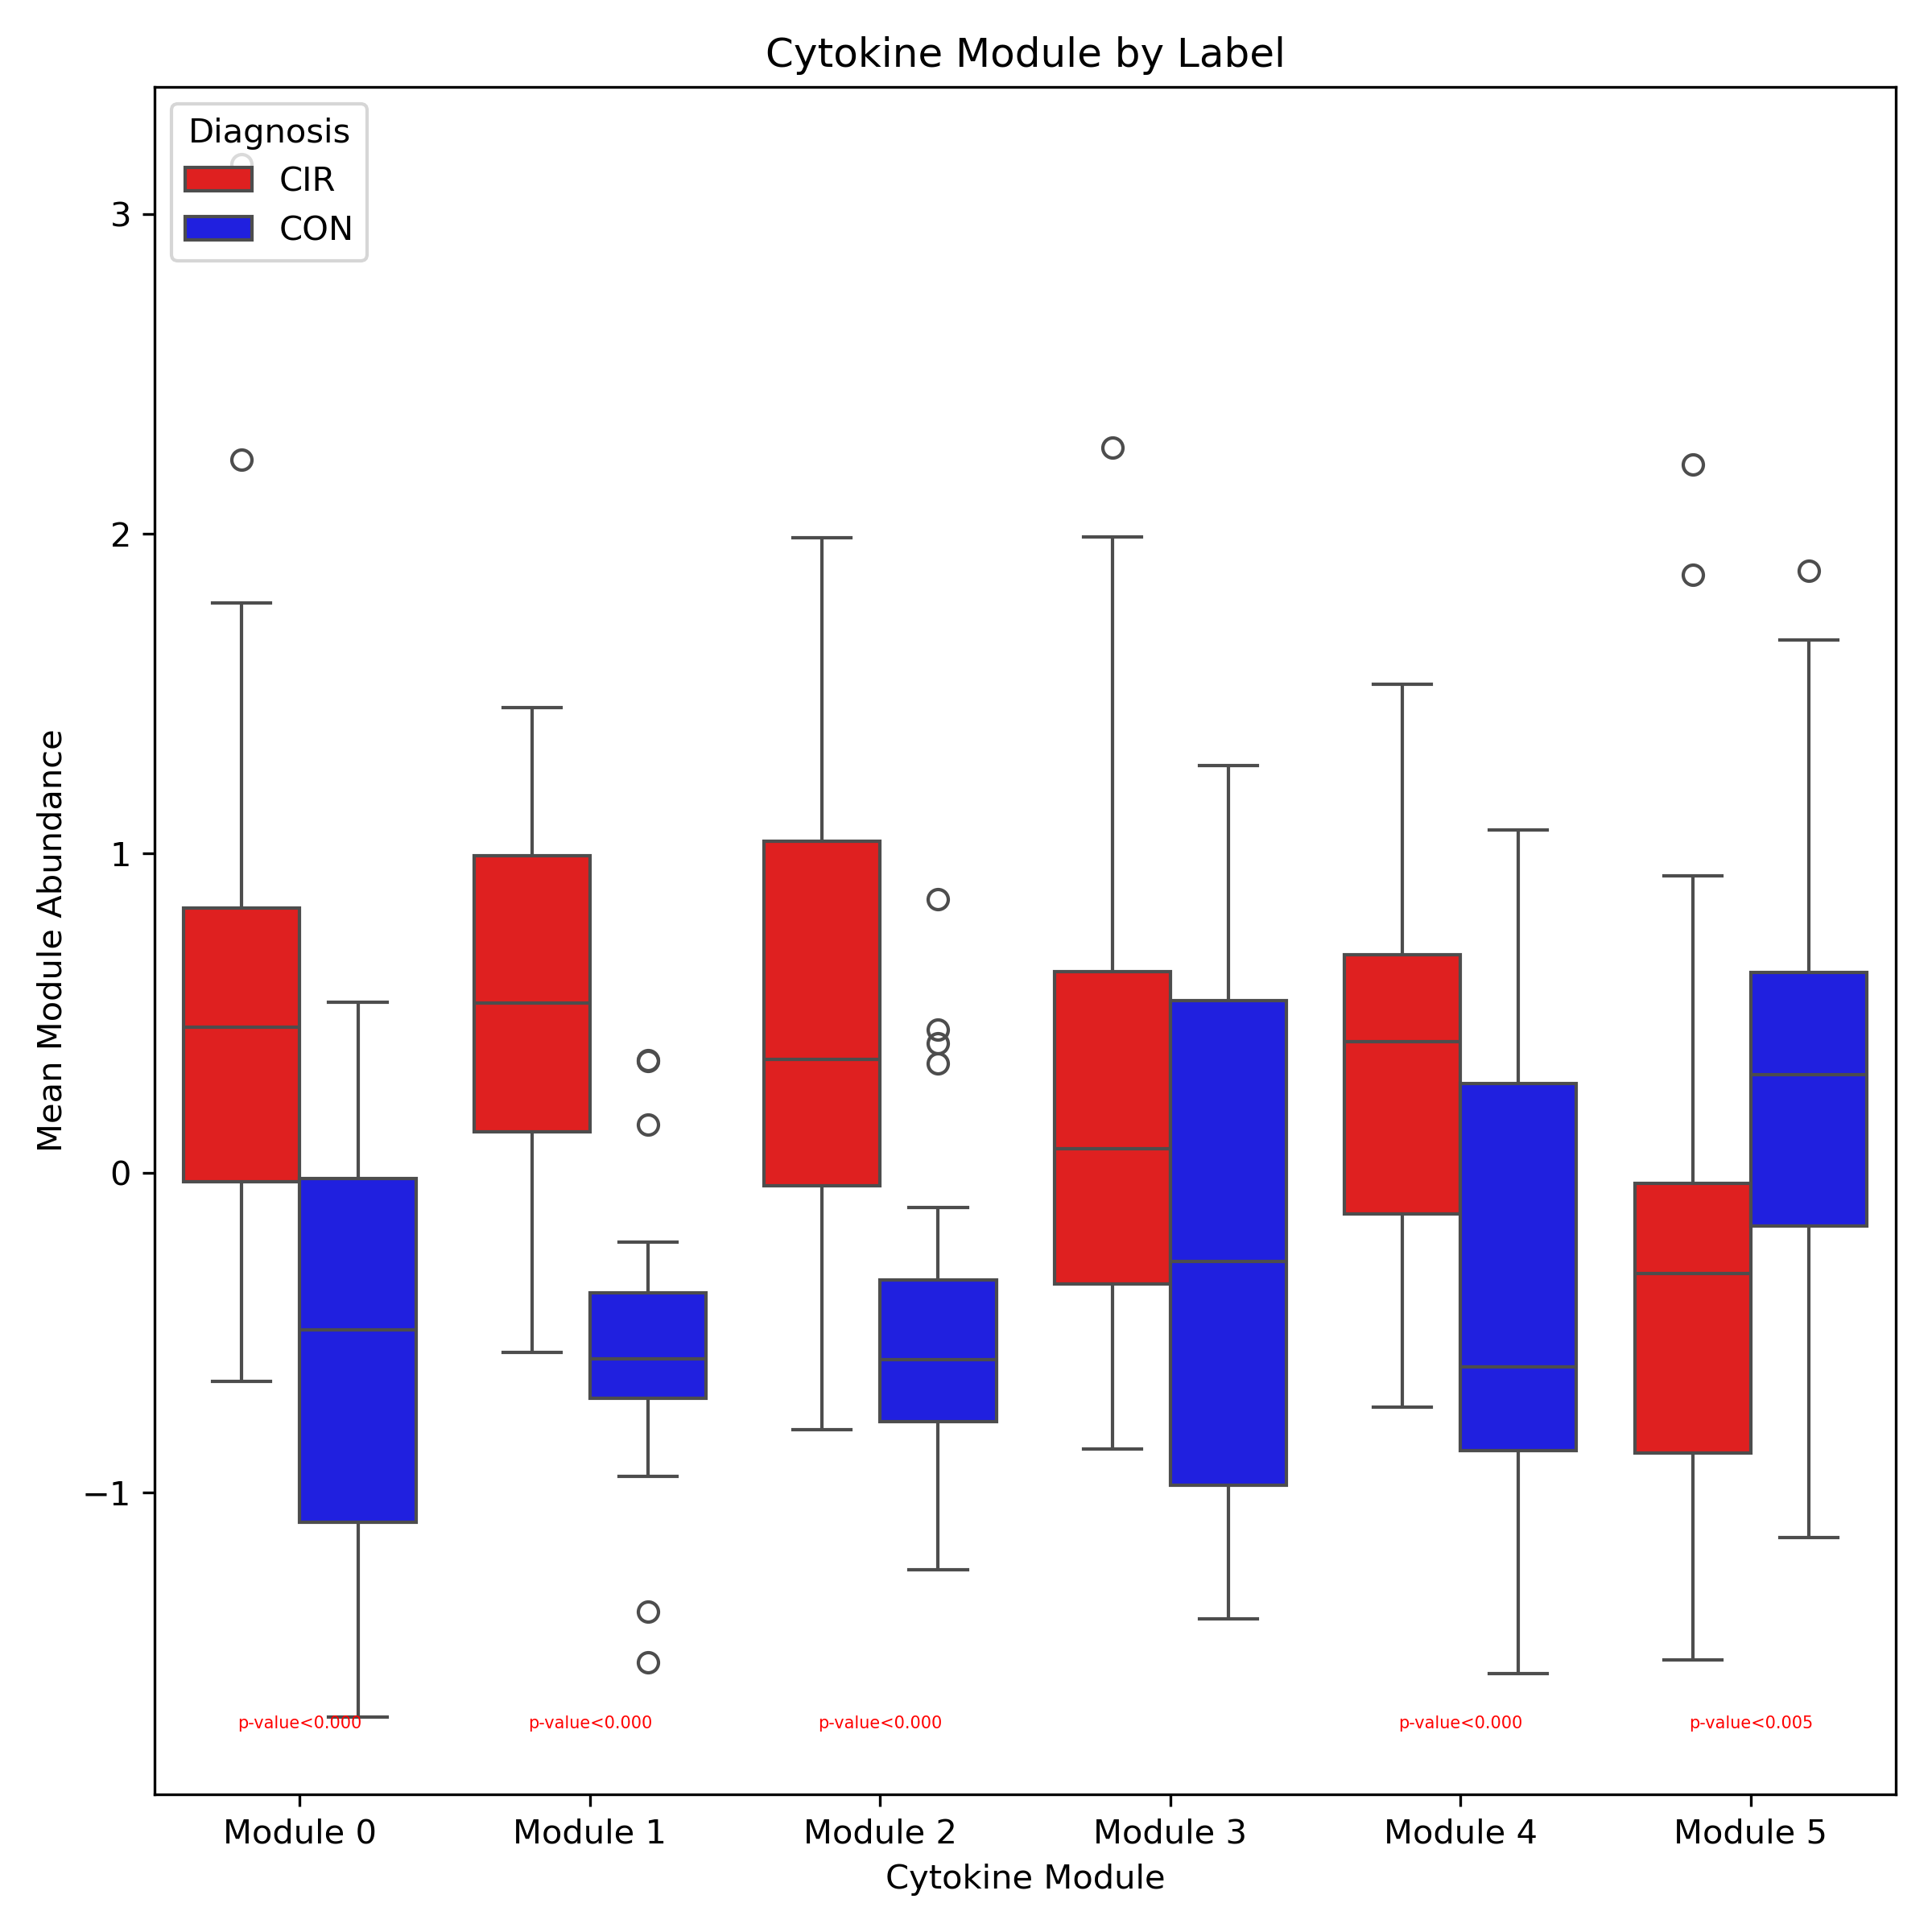 Cytokine Module by Label
Diagnosis
CIR
CON
3
2
1
0
−1
Mean Module Abundance
p-value<0.000
p-value<0.000
p-value<0.000
p-value<0.000
p-value<0.005
Module 0
Module 1
Module 2
Module 3
Module 4
Module 5
Cytokine Module